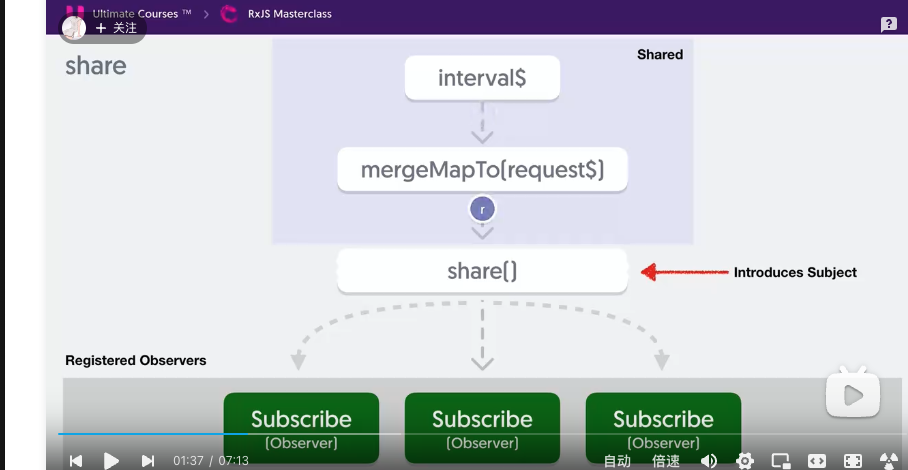 Ultimate Courses ™ > RxJS Masterclass
+ 关注
?
share
Shared
interval$
mergeMapTo(request$)
r
share()
Introduces Subject
Registered Observers
Subscribe
(Observer)
Subscribe
(Observer)
Subscribe
(Observer)
01:37 / 07:13
自动
倍速